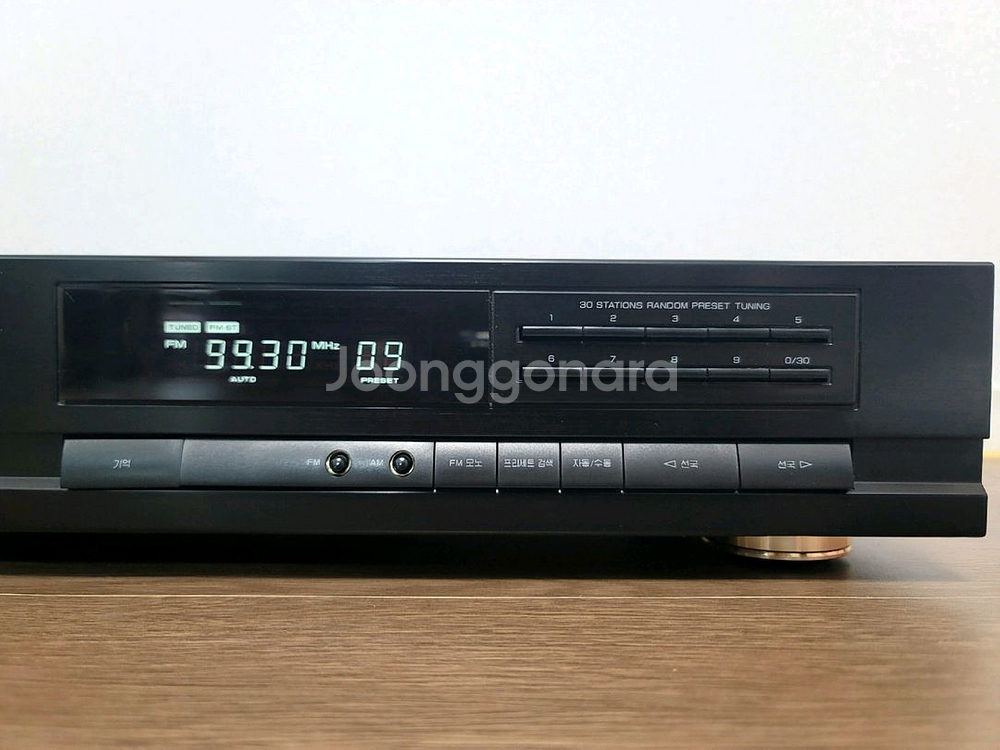 30 STATIONS RANDOM PRESET TUNING
1 2 3 4 5
TUNED FM-ST
FM 99.30 MHz 09
AUTO PRESET
6 7 8 9 0/30
Joonggonara
기억 FM AM FM 모노 프리세트 검색 자동/수동 ◁ 선국 선국 ▷